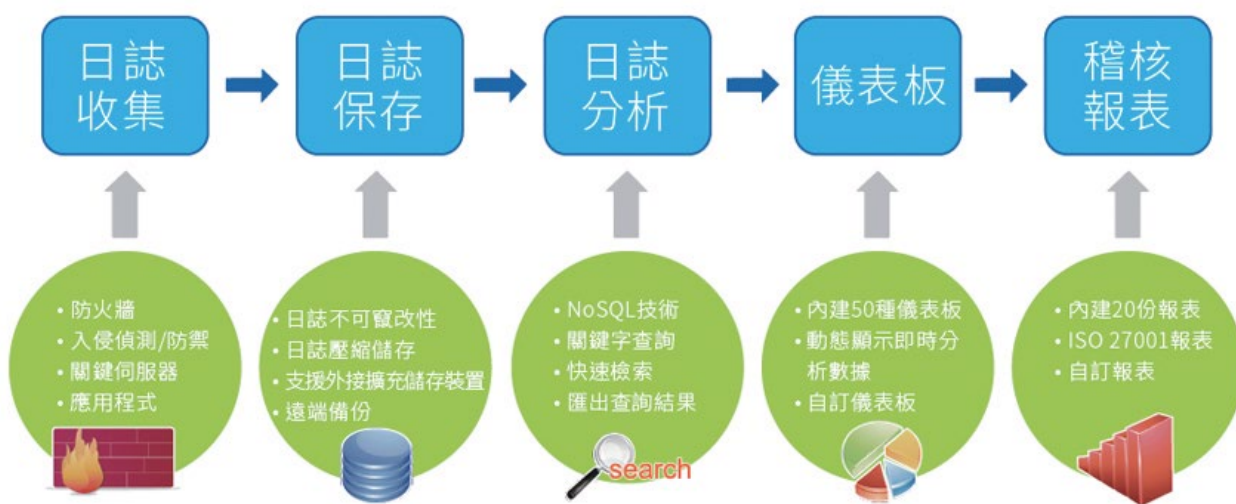 日誌
收集
日誌
保存
日誌
分析
儀表板
稽核
報表
• 防火牆
• 入侵偵測/防禦
• 關鍵伺服器
• 應用程式
• 日誌不可竄改性
• 日誌壓縮儲存
• 支援外接擴充儲存裝置
• 遠端備份
• NoSQL技術
• 關鍵字查詢
• 快速檢索
• 匯出查詢結果
search
• 內建50種儀表板
• 動態顯示即時分
析數據
• 自訂儀表板
• 內建20份報表
• ISO 27001報表
• 自訂報表